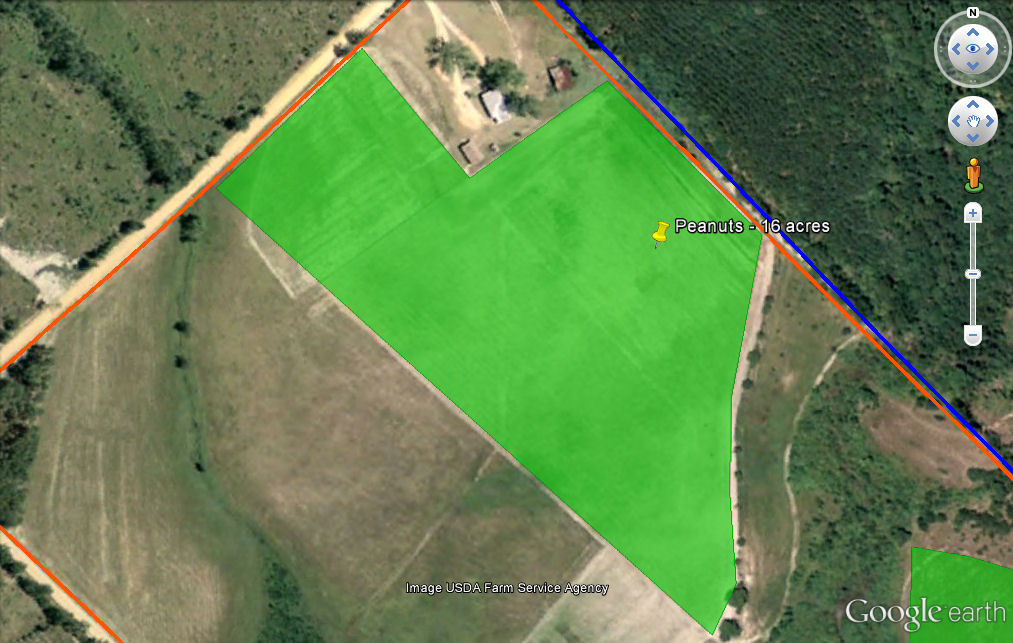 N
Peanuts - 16 acres
Image USDA Farm Service Agency
Google earth